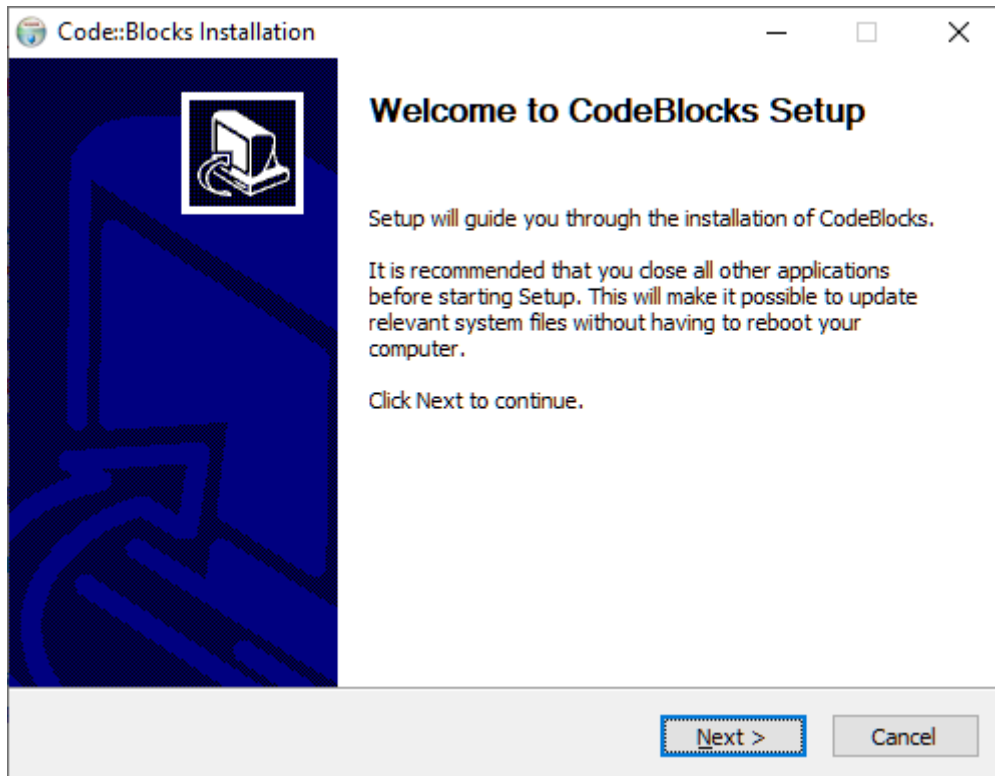 Code::Blocks Installation
Welcome to CodeBlocks Setup
Setup will guide you through the installation of CodeBlocks.
It is recommended that you close all other applications
before starting Setup. This will make it possible to update
relevant system files without having to reboot your
computer.
Click Next to continue.
Next >
Cancel